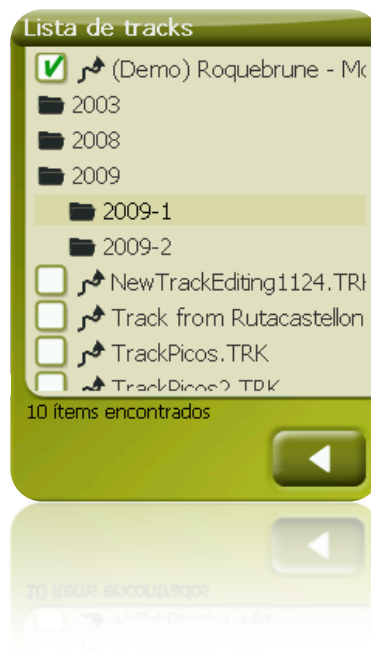 Lista de tracks
(Demo) Roquebrune - Mo
2003
2008
2009
2009-1
2009-2
NewTrackEditing1124.TRK
Track from Rutacastellon
TrackPicos.TRK
TrackPicos2.TRK
10 ítems encontrados